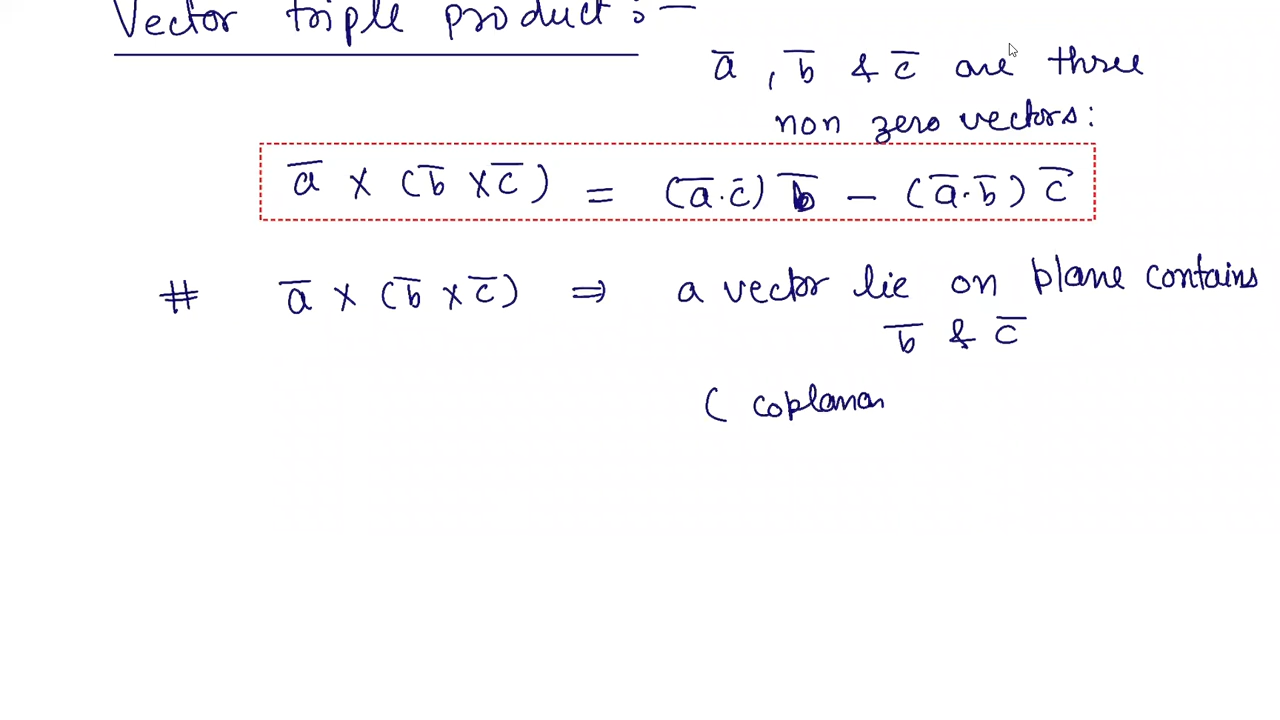 Vector triple product :-
a̅ , b̅ & c̅ are three
non zero vectors:
a̅ × (b̅ × c̅) = (a̅·c̅) b̅ - (a̅·b̅) c̅
# a̅ × (b̅ × c̅) ⇒ a vector lie on plane contains
b̅ & c̅
( coplanar